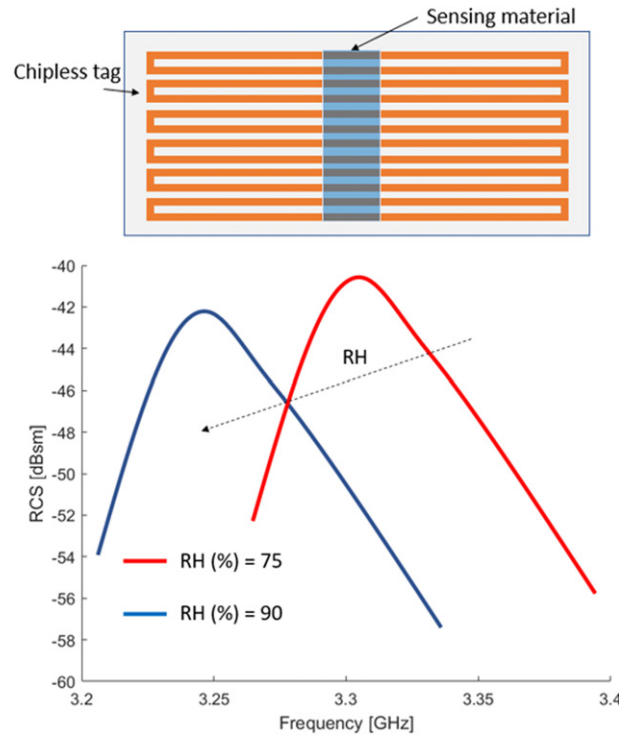 Sensing material
Chipless tag
-40
-42
-44
-46
-48
-50
-52
-54
-56
-58
-60
RCS [dBsm]
RH
RH (%) = 75
RH (%) = 90
3.2
3.25
3.3
3.35
3.4
Frequency [GHz]